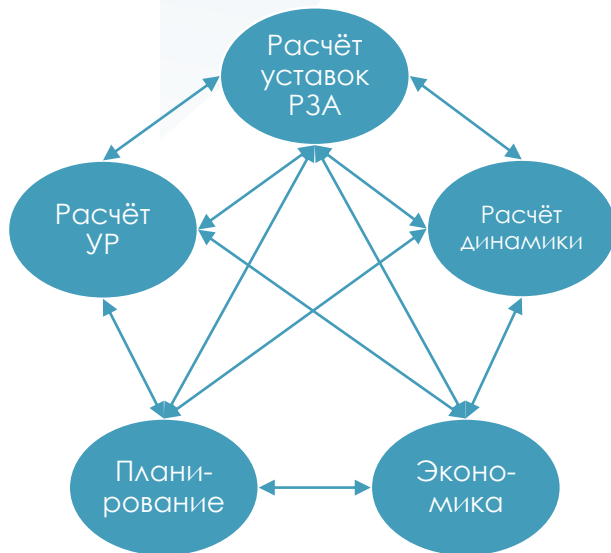 Расчёт
уставок
РЗА
Расчёт
УР
Расчёт
динамики
Плани-
рование
Эконо-
мика